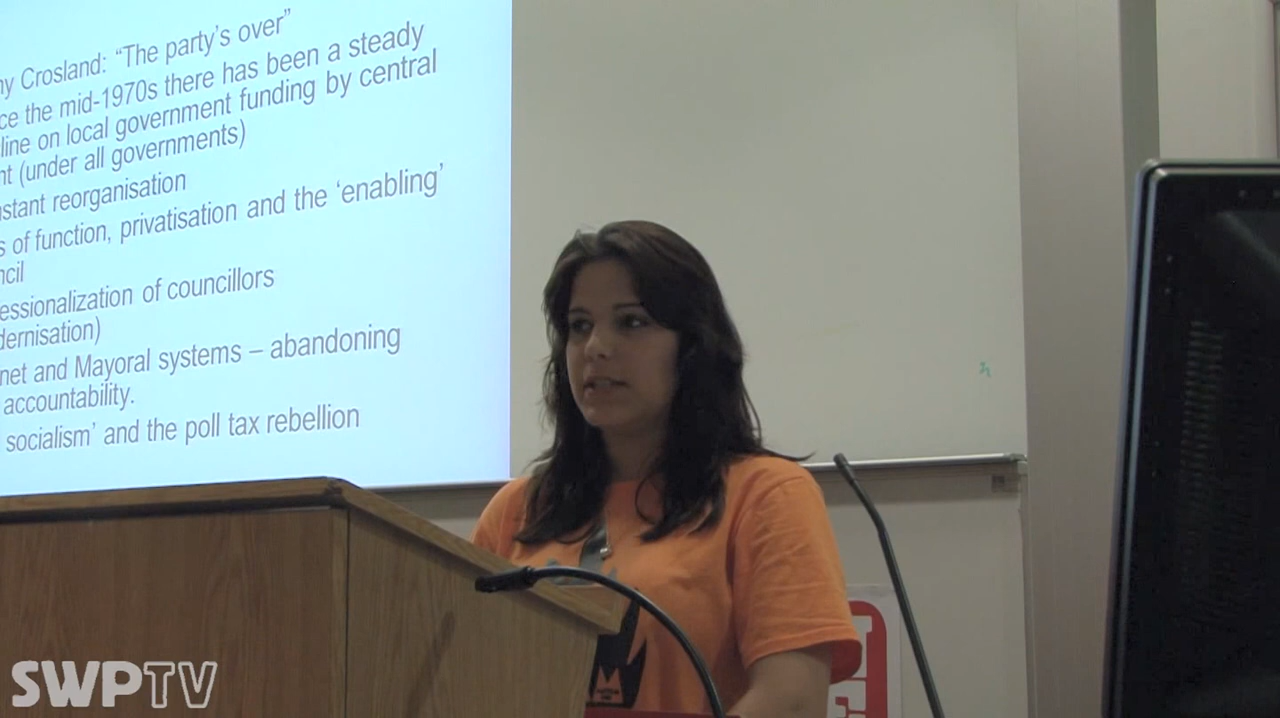 ny Crosland: “The party’s over”
ce the mid-1970s there has been a steady
line on local government funding by central
nt (under all governments)
nstant reorganisation
s of function, privatisation and the ‘enabling’
ncil
essionalization of councillors
dernisation)
net and Mayoral systems – abandoning
accountability.
socialism’ and the poll tax rebellion
SWPTV